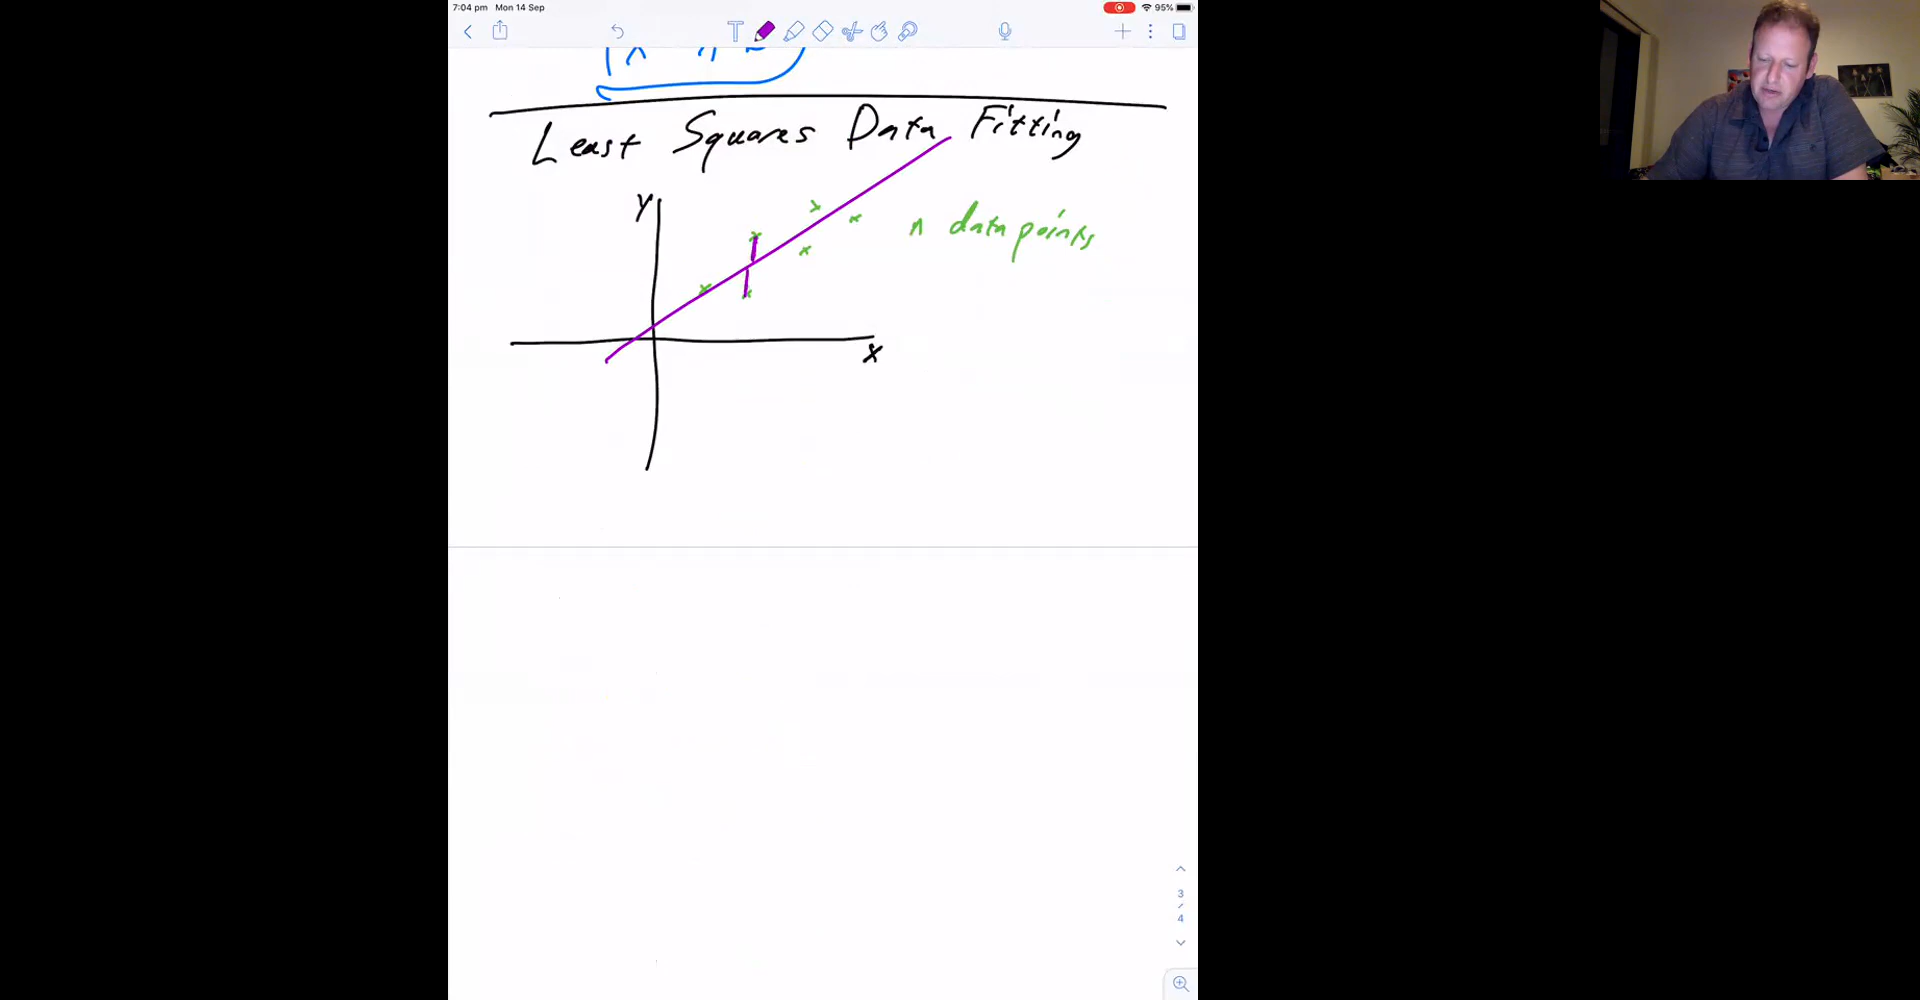 7:04 pm Mon 14 Sep
95%
Least Squares Data Fitting
Y
n data points
X
3
4